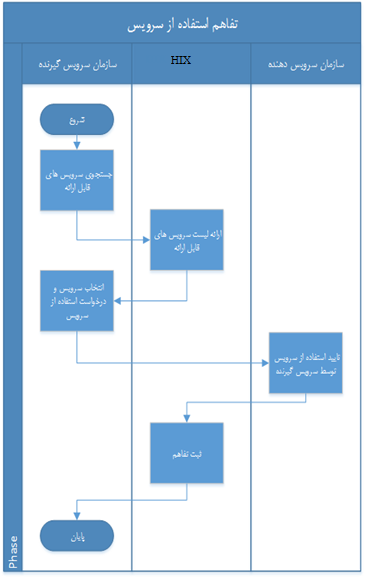 تفاهم استفاده از سرویس
سازمان سرویس گیرنده
HIX
سازمان سرویس دهنده
شروع
جستجوی سرویس های
قابل ارائه
ارائه لیست سرویس های
قابل ارائه
انتخاب سرویس و
درخواست استفاده از
سرویس
تایید استفاده از سرویس
توسط سرویس گیرنده
ثبت تفاهم
پایان
Phase